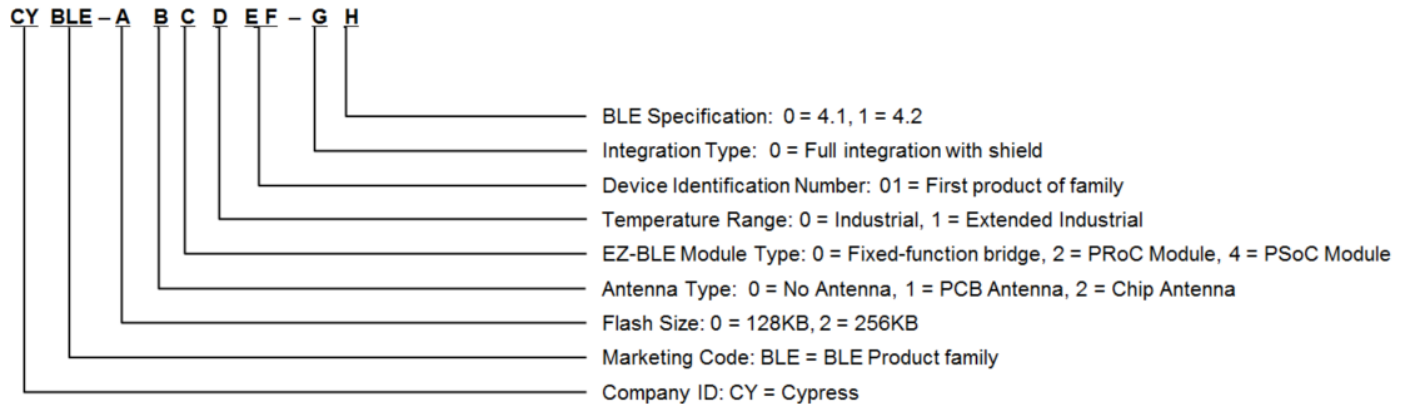 CY BLE – A B C D E F – G H
BLE Specification: 0 = 4.1, 1 = 4.2
Integration Type: 0 = Full integration with shield
Device Identification Number: 01 = First product of family
Temperature Range: 0 = Industrial, 1 = Extended Industrial
EZ-BLE Module Type: 0 = Fixed-function bridge, 2 = PRoC Module, 4 = PSoC Module
Antenna Type: 0 = No Antenna, 1 = PCB Antenna, 2 = Chip Antenna
Flash Size: 0 = 128KB, 2 = 256KB
Marketing Code: BLE = BLE Product family
Company ID: CY = Cypress